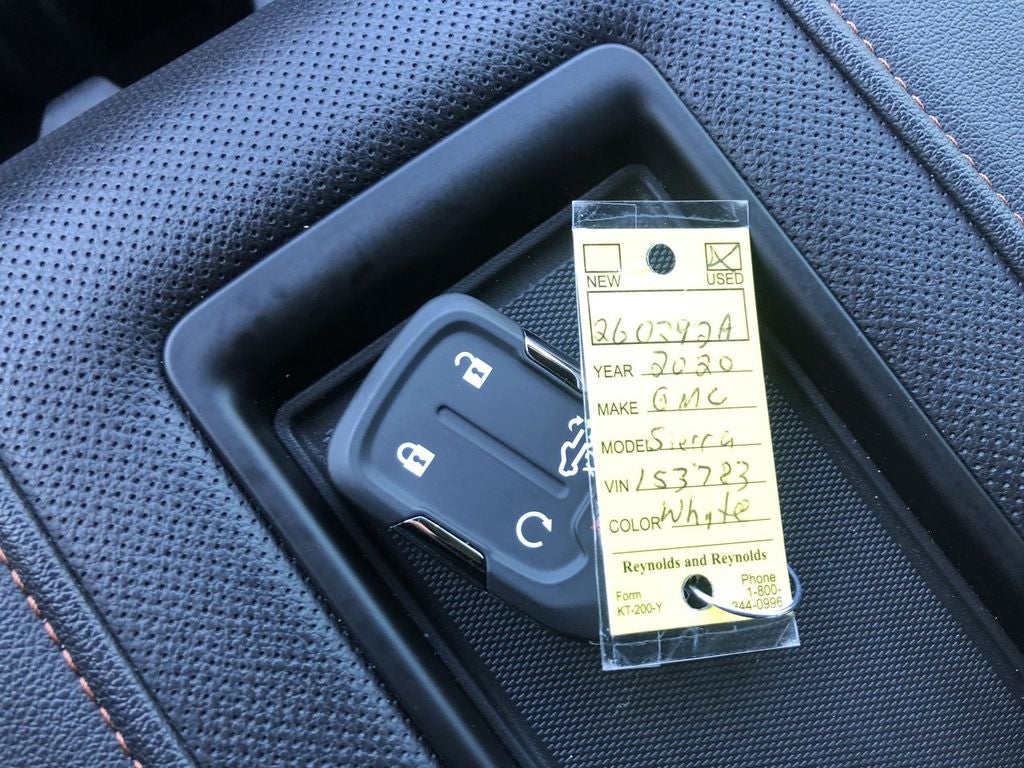 NEW USED
260292A
YEAR 2020
MAKE GMC
MODEL Sierra
VIN 153783
COLOR White
Reynolds and Reynolds
Form Phone
KT-200-Y 1-800-
344-0996